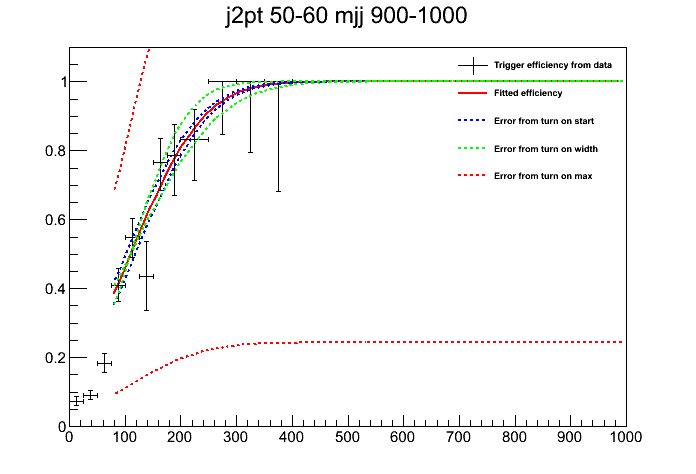 j2pt 50-60 mjj 900-1000
1
0.8
0.6
0.4
0.2
0
0 100 200 300 400 500 600 700 800 900 1000
Trigger efficiency from data
Fitted efficiency
Error from turn on start
Error from turn on width
Error from turn on max